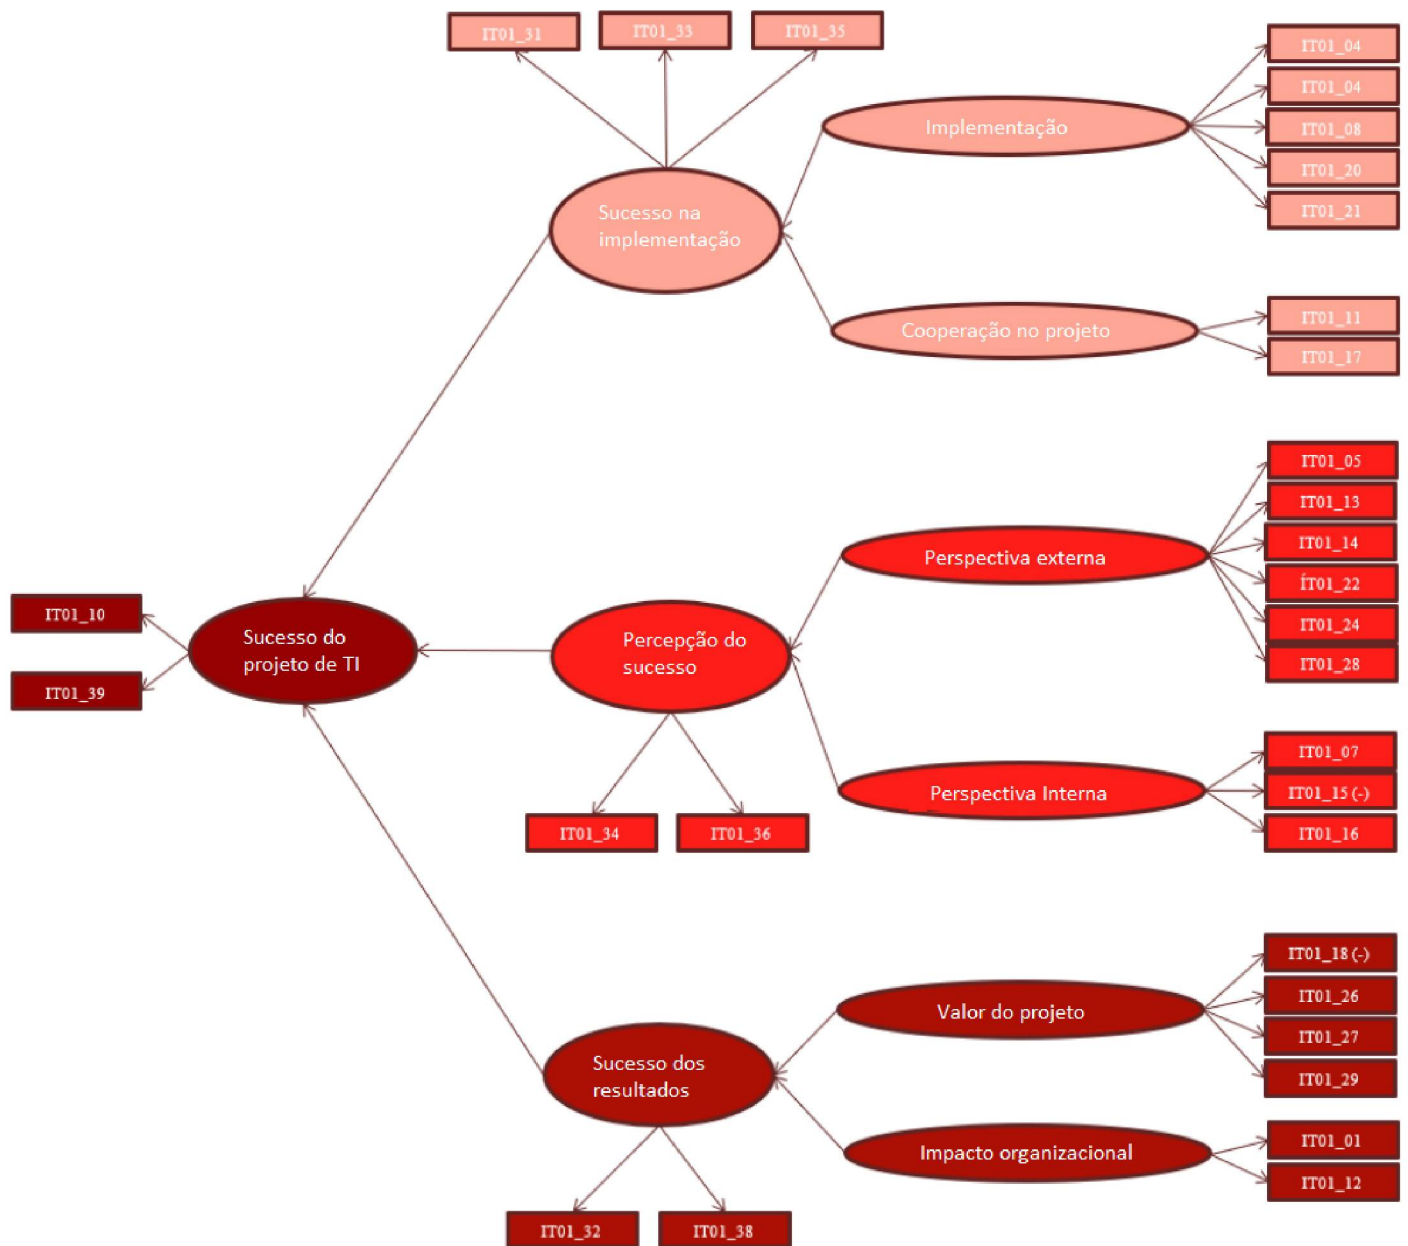 IT01_31
IT01_33
IT01_35
IT01_04
IT01_04
IT01_08
IT01_20
IT01_21
Implementação
Sucesso na
implementação
Cooperação no projeto
IT01_11
IT01_17
IT01_05
IT01_13
IT01_14
ÍT01_22
IT01_24
IT01_28
Perspectiva externa
IT01_10
IT01_39
Sucesso do
projeto de TI
Percepção do
sucesso
IT01_07
IT01_15 (-)
IT01_16
Perspectiva Interna
IT01_34
IT01_36
IT01_18 (-)
IT01_26
IT01_27
IT01_29
Valor do projeto
Sucesso dos
resultados
Impacto organizacional
IT01_01
IT01_12
IT01_32
IT01_38